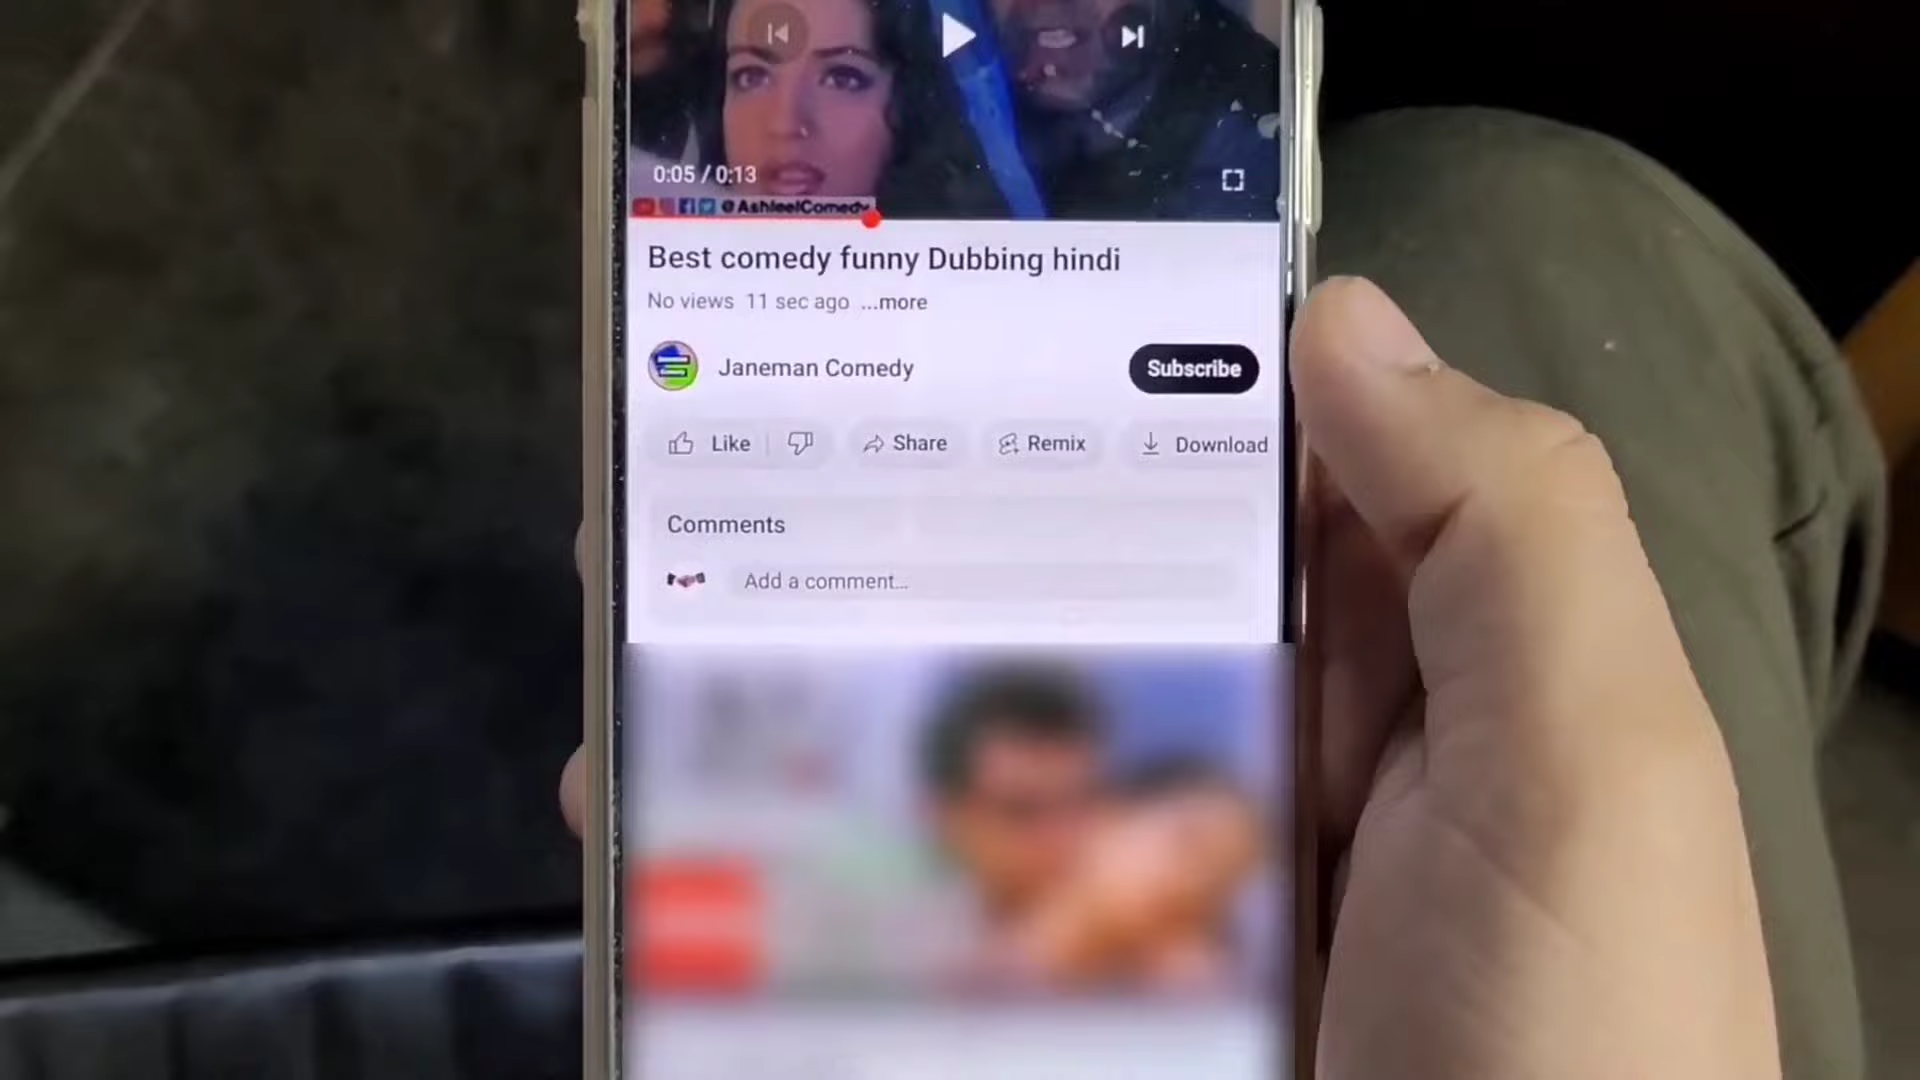 0:05 / 0:13
@AshleelComedy
Best comedy funny Dubbing hindi
No views 11 sec ago ...more
Janeman Comedy
Subscribe
Like
Share
Remix
Download
Comments
Add a comment...